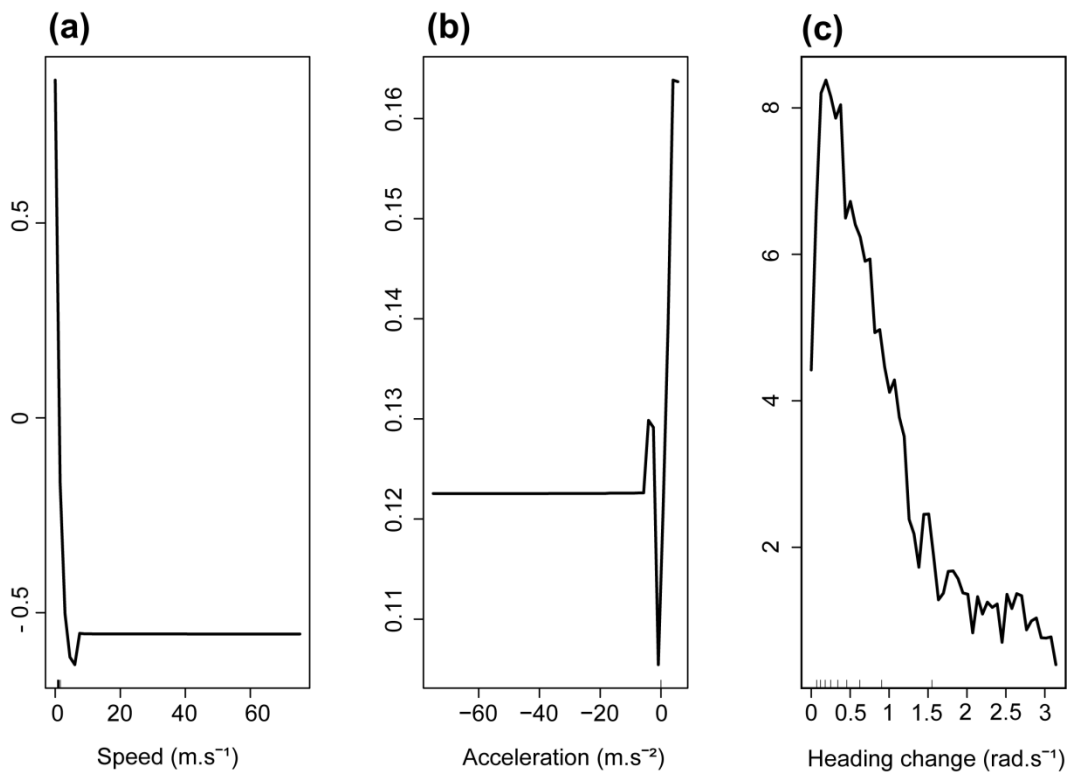 (a)
(b)
(c)
0.5
0
- 0.5
0 20 40 60
Speed (m.s⁻¹)
0.16
0.15
0.14
0.13
0.12
0.11
−60 −40 −20 0
Acceleration (m.s⁻²)
8
6
4
2
0 0.5 1 1.5 2 2.5 3
Heading change (rad.s⁻¹)